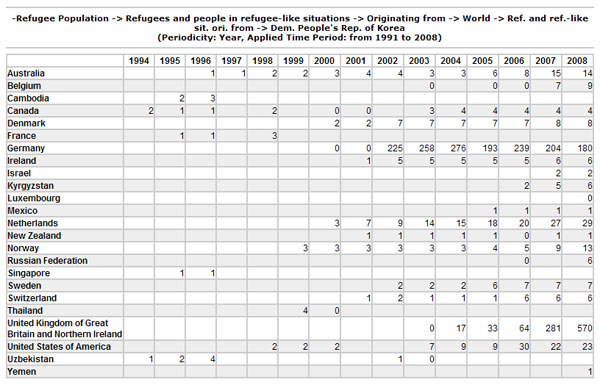 -Refugee Population -> Refugees and people in refugee-like situations -> Originating from -> World -> Ref. and ref.-like
sit. ori. from -> Dem. People's Rep. of Korea
(Periodicity: Year, Applied Time Period: from 1991 to 2008)
1994 1995 1996 1997 1998 1999 2000 2001 2002 2003 2004 2005 2006 2007 2008
Australia 1 1 2 2 3 4 4 3 3 6 8 15 14
Belgium 0 0 0 7 9
Cambodia 2 3
Canada 2 1 1 2 0 0 3 4 4 4 4 4
Denmark 2 2 7 7 7 7 7 8 8
France 1 1 3
Germany 0 0 225 258 276 193 239 204 180
Ireland 1 5 5 5 5 5 6 6
Israel 2 2
Kyrgyzstan 2 5 6
Luxembourg 0
Mexico 1 1 1 1
Netherlands 3 7 9 14 15 18 20 27 29
New Zealand 1 1 1 1 1 0 1 1
Norway 3 3 3 3 3 3 4 5 9 13
Russian Federation 0 6
Singapore 1 1
Sweden 2 2 2 6 7 7 7
Switzerland 1 2 1 1 1 6 6 6
Thailand 4 0
United Kingdom of Great
Britain and Northern Ireland 0 17 33 64 281 570
United States of America 2 2 2 7 9 9 30 22 23
Uzbekistan 1 2 4 1 0
Yemen 1